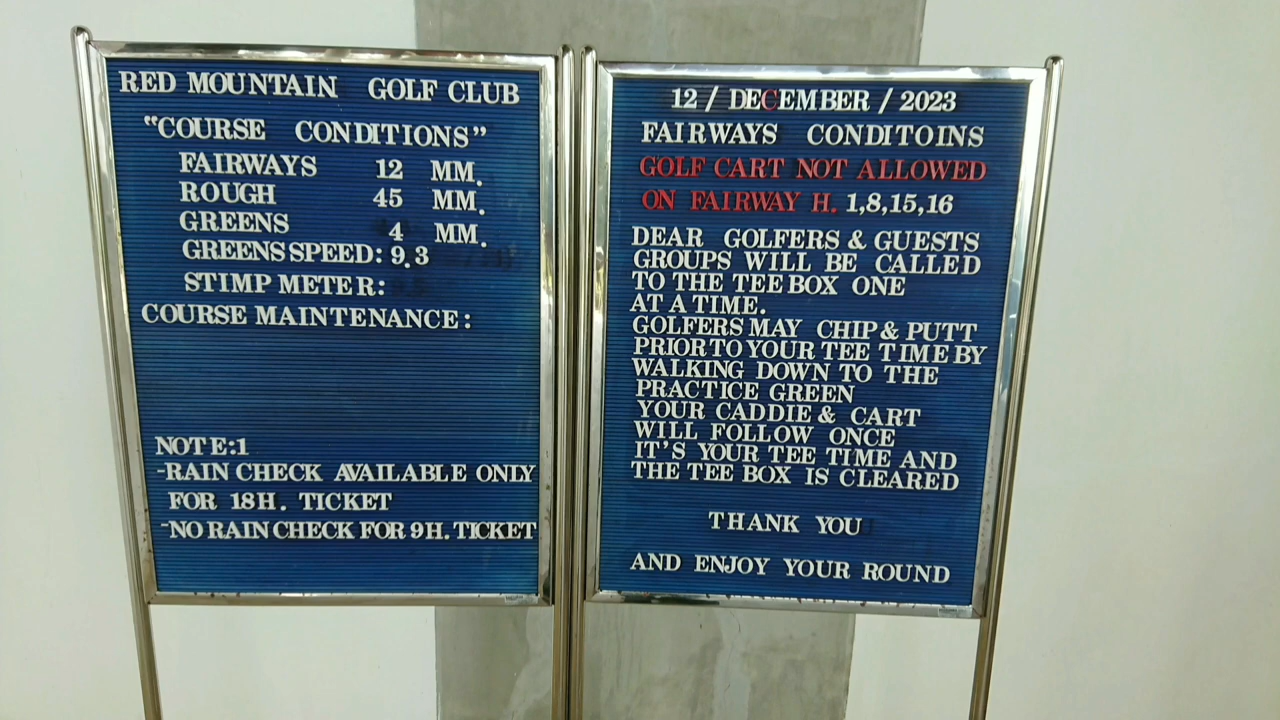 RED MOUNTAIN GOLF CLUB
"COURSE CONDITIONS"
FAIRWAYS 12 MM.
ROUGH 45 MM.
GREENS 4 MM.
GREENS SPEED: 9.3
STIMP METER:
COURSE MAINTENANCE:
NOTE:1
-RAIN CHECK AVAILABLE ONLY
FOR 18H. TICKET
-NO RAIN CHECK FOR 9H. TICKET
12 / DECEMBER / 2023
FAIRWAYS CONDITOINS
GOLF CART NOT ALLOWED
ON FAIRWAY H. 1,8,15,16
DEAR GOLFERS & GUESTS
GROUPS WILL BE CALLED
TO THE TEE BOX ONE
AT A TIME.
GOLFERS MAY CHIP & PUTT
PRIOR TO YOUR TEE TIME BY
WALKING DOWN TO THE
PRACTICE GREEN
YOUR CADDIE & CART
WILL FOLLOW ONCE
IT'S YOUR TEE TIME AND
THE TEE BOX IS CLEARED
THANK YOU
AND ENJOY YOUR ROUND